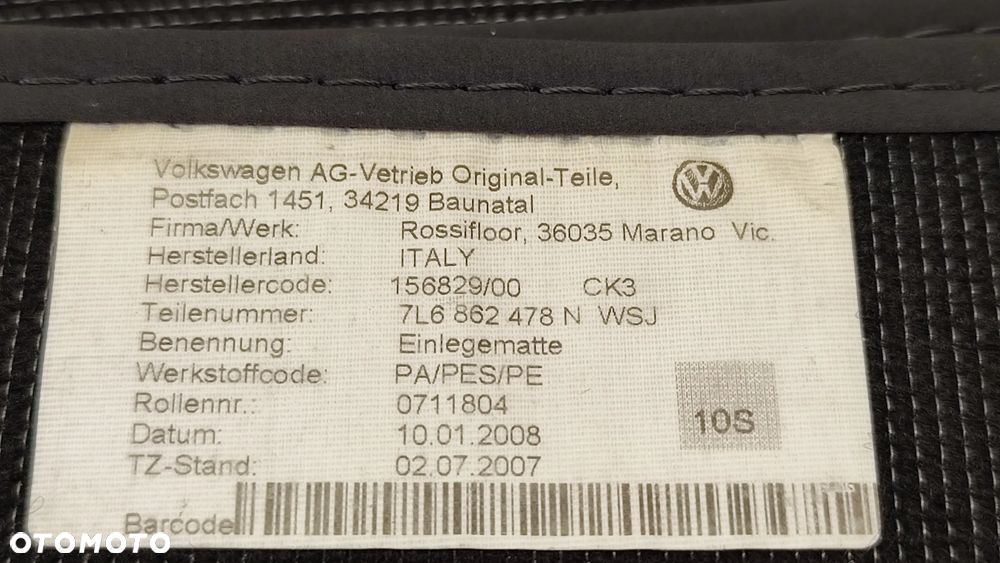 Volkswagen AG-Vetrieb Original-Teile,
Postfach 1451, 34219 Baunatal
Firma/Werk: Rossifloor, 36035 Marano Vic.
Herstellerland: ITALY
Herstellercode: 156829/00 CK3
Teilenummer: 7L6 862 478 N WSJ
Benennung: Einlegematte
Werkstoffcode: PA/PES/PE
Rollennr.: 0711804
10S
Datum: 10.01.2008
TZ-Stand: 02.07.2007
Barcode
OTOMOTO